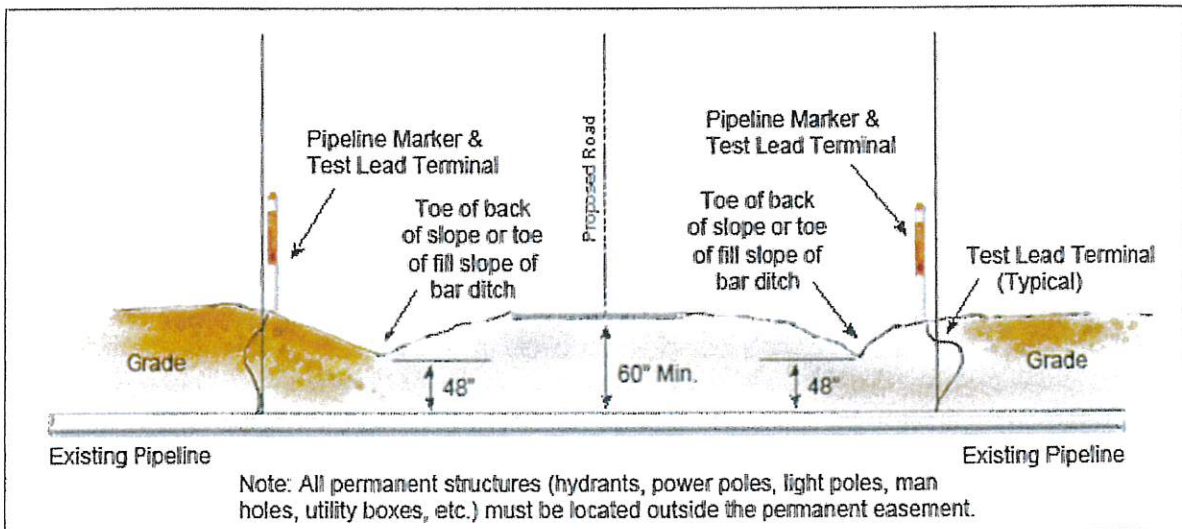 Pipeline Marker &
Test Lead Terminal
Toe of back
of slope or toe
of fill slope of
bar ditch
Proposed Road
Pipeline Marker &
Test Lead Terminal
Toe of back
of slope or toe
of fill slope of
bar ditch
Test Lead Terminal
(Typical)
Grade
48"
60" Min.
48"
Grade
Existing Pipeline
Existing Pipeline
Note: All permanent structures (hydrants, power poles, light poles, man
holes, utility boxes, etc.) must be located outside the permanent easement.